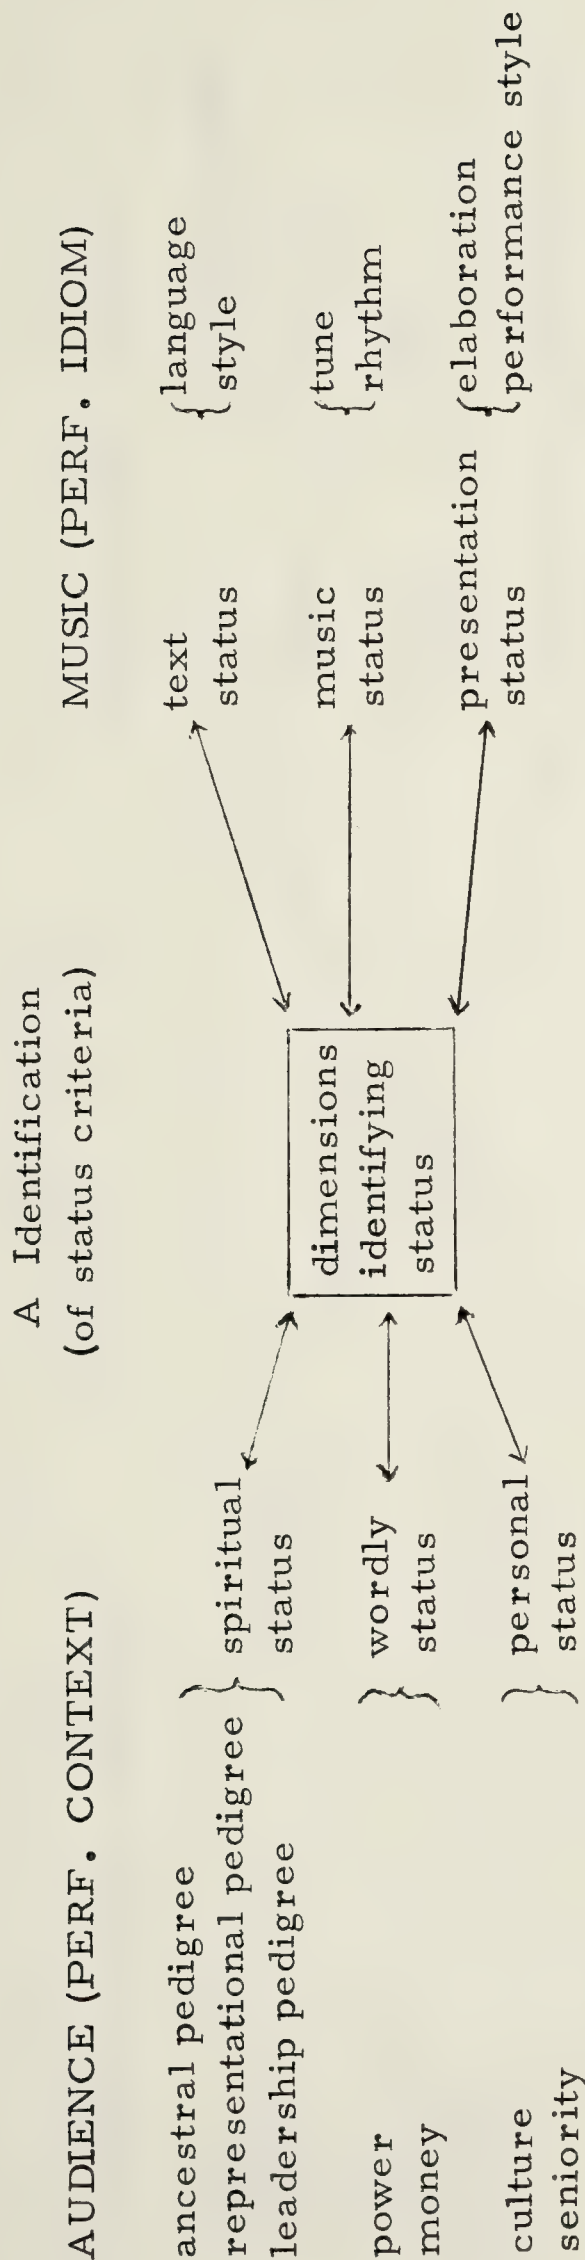 A Identification
(of status criteria)
AUDIENCE (PERF. CONTEXT)
MUSIC (PERF. IDIOM)
ancestral pedigree
representational pedigree
leadership pedigree
spiritual
status
power
money
wordly
status
culture
seniority
personal
status
dimensions
identifying
status
text
status
language
style
music
status
tune
rhythm
presentation
status
elaboration
performance style